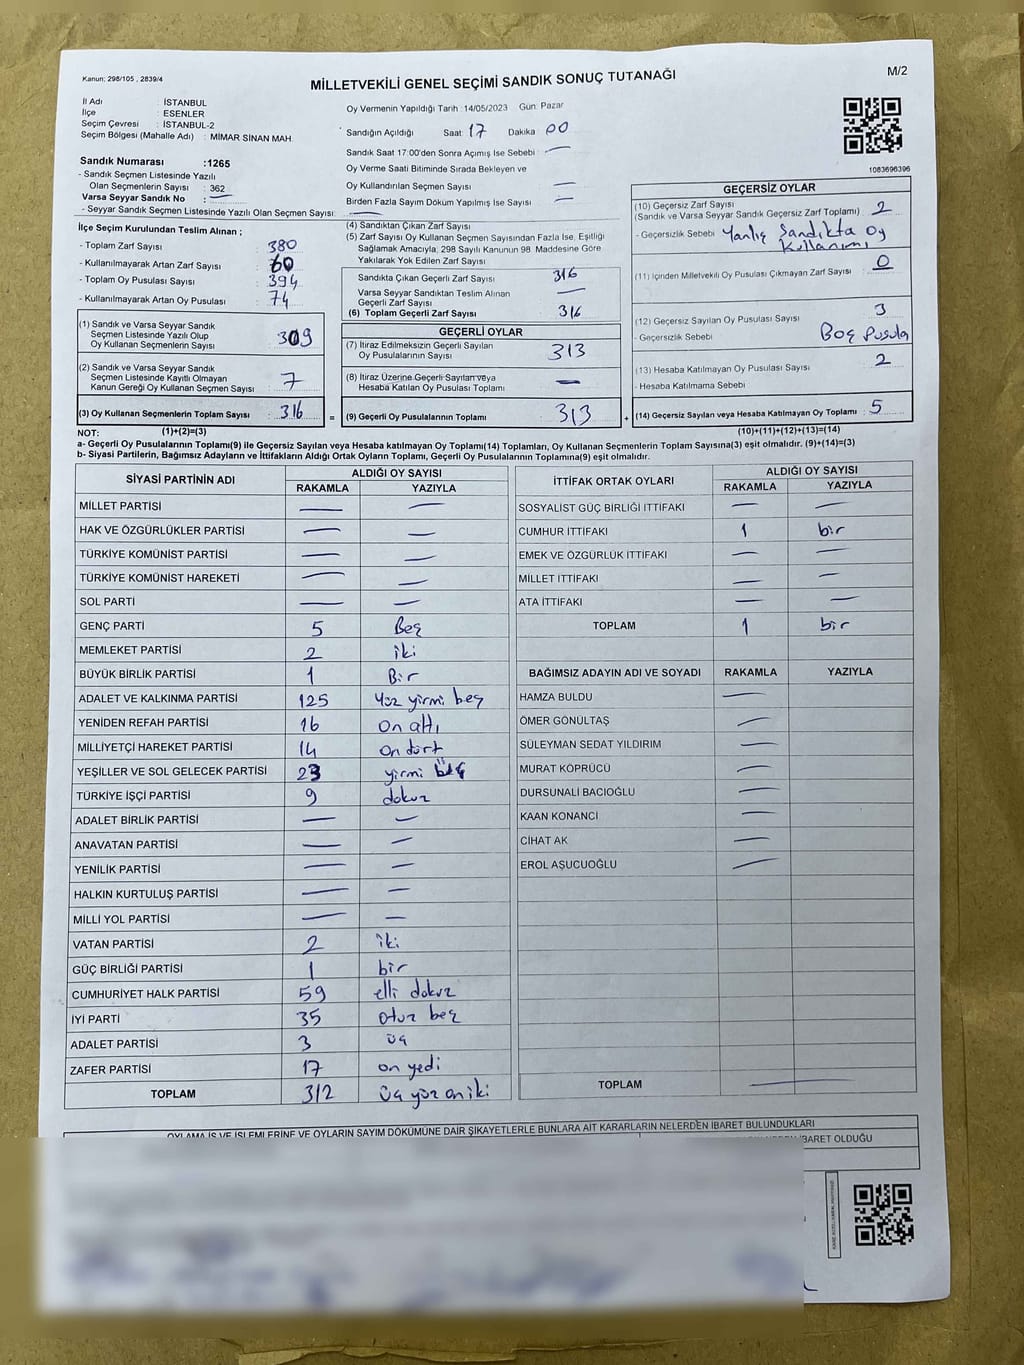 Kanun: 298/105 , 2839/4
MİLLETVEKİLİ GENEL SEÇİMİ SANDIK SONUÇ TUTANAĞI
M/2
İl Adı : İSTANBUL
İlçe : ESENLER
Seçim Çevresi : İSTANBUL-2
Seçim Bölgesi (Mahalle Adı) : MİMAR SİNAN MAH.
Sandık Numarası :1265
- Sandık Seçmen Listesinde Yazılı
Olan Seçmenlerin Sayısı : 362
Varsa Seyyar Sandık No : —
- Seyyar Sandık Seçmen Listesinde Yazılı Olan Seçmen Sayısı: —
Oy Vermenin Yapıldığı Tarih : 14/05/2023 Gün: Pazar
Sandığın Açıldığı Saat: 17 Dakika 00
Sandık Saat 17:00'den Sonra Açımış İse Sebebi —
Oy Verme Saati Bitiminde Sırada Bekleyen ve
Oy Kullandırılan Seçmen Sayısı —
Birden Fazla Sayım Döküm Yapılmış İse Sayısı —
1083696396
İlçe Seçim Kurulundan Teslim Alınan ;
- Toplam Zarf Sayısı : 380
- Kullanılmayarak Artan Zarf Sayısı : 60
- Toplam Oy Pusulası Sayısı : 394
- Kullanılmayarak Artan Oy Pusulası : 74
(1) Sandık ve Varsa Seyyar Sandık
Seçmen Listesinde Yazılı Olup
Oy Kullanan Seçmenlerin Sayısı : 309
(2) Sandık ve Varsa Seyyar Sandık
Seçmen Listesinde Kayıtlı Olmayan
Kanun Gereği Oy Kullanan Seçmen Sayısı : 7
(3) Oy Kullanan Seçmenlerin Toplam Sayısı : 316
(1)+(2)=(3)
(4) Sandıktan Çıkan Zarf Sayısı
(5) Zarf Sayısı Oy Kullanan Seçmen Sayısından Fazla İse, Eşitliği
Sağlamak Amacıyla, 298 Sayılı Kanunun 98. Maddesine Göre
Yakılarak Yok Edilen Zarf Sayısı
Sandıkta Çıkan Geçerli Zarf Sayısı 316
Varsa Seyyar Sandıktan Teslim Alınan
Geçerli Zarf Sayısı —
(6) Toplam Geçerli Zarf Sayısı 316
GEÇERLİ OYLAR
(7) İtiraz Edilmeksizin Geçerli Sayılan
Oy Pusulalarının Sayısı 313
(8) İtiraz Üzerine Geçerli Sayılan veya
Hesaba Katılan Oy Pusulası Toplamı —
= (9) Geçerli Oy Pusulalarının Toplamı 313 +
GEÇERSİZ OYLAR
(10) Geçersiz Zarf Sayısı
(Sandık ve Varsa Seyyar Sandık Geçersiz Zarf Toplamı) 2
- Geçersizlik Sebebi Yanlış Sandıkta Oy
Kullanımı
(11) İçinden Milletvekili Oy Pusulası Çıkmayan Zarf Sayısı 0
(12) Geçersiz Sayılan Oy Pusulası Sayısı 3
- Geçersizlik Sebebi Boş Pusula
(13) Hesaba Katılmayan Oy Pusulası Sayısı 2
- Hesaba Katılmama Sebebi
(14) Geçersiz Sayılan veya Hesaba Katılmayan Oy Toplamı : 5
(10)+(11)+(12)+(13)=(14)
NOT:
a- Geçerli Oy Pusulalarının Toplamı(9) ile Geçersiz Sayılan veya Hesaba katılmayan Oy Toplamı(14) Toplamları, Oy Kullanan Seçmenlerin Toplam Sayısına(3) eşit olmalıdır. (9)+(14)=(3)
b- Siyasi Partilerin, Bağımsız Adayların ve İttifakların Aldığı Ortak Oyların Toplamı, Geçerli Oy Pusulalarının Toplamına(9) eşit olmalıdır.
SİYASİ PARTİNİN ADI ALDIĞI OY SAYISI
RAKAMLA YAZIYLA
MİLLET PARTİSİ — —
HAK VE ÖZGÜRLÜKLER PARTİSİ — —
TÜRKİYE KOMÜNİST PARTİSİ — —
TÜRKİYE KOMÜNİST HAREKETİ — —
SOL PARTİ — —
GENÇ PARTİ 5 Beş
MEMLEKET PARTİSİ 2 iki
BÜYÜK BİRLİK PARTİSİ 1 Bir
ADALET VE KALKINMA PARTİSİ 125 Yüz yirmi beş
YENİDEN REFAH PARTİSİ 16 on altı
MİLLİYETÇİ HAREKET PARTİSİ 14 on dört
YEŞİLLER VE SOL GELECEK PARTİSİ 23 yirmi
TÜRKİYE İŞÇİ PARTİSİ 9 dokuz
ADALET BİRLİK PARTİSİ — —
ANAVATAN PARTİSİ — —
YENİLİK PARTİSİ — —
HALKIN KURTULUŞ PARTİSİ — —
MİLLİ YOL PARTİSİ — —
VATAN PARTİSİ 2 iki
GÜÇ BİRLİĞİ PARTİSİ 1 bir
CUMHURİYET HALK PARTİSİ 59 elli dokuz
İYİ PARTİ 35 otuz beş
ADALET PARTİSİ 3 üç
ZAFER PARTİSİ 17 on yedi
TOPLAM 312 üç yüz on iki
İTTİFAK ORTAK OYLARI ALDIĞI OY SAYISI
RAKAMLA YAZIYLA
SOSYALİST GÜÇ BİRLİĞİ İTTİFAKI — —
CUMHUR İTTİFAKI 1 bir
EMEK VE ÖZGÜRLÜK İTTİFAKI — —
MİLLET İTTİFAKI — —
ATA İTTİFAKI — —
TOPLAM 1 bir
BAĞIMSIZ ADAYIN ADI VE SOYADI RAKAMLA YAZIYLA
HAMZA BULDU —
ÖMER GÖNÜLTAŞ —
SÜLEYMAN SEDAT YILDIRIM —
MURAT KÖPRÜCÜ —
DURSUNALİ BACIOĞLU —
KAAN KONANCİ —
CİHAT AK —
EROL AŞUCUOĞLU —
TOPLAM —
OYLAMA İŞ VE İŞLEMLERİNE VE OYLARIN SAYIM DÖKÜMÜNE DAİR ŞİKAYETLERLE BUNLARA AİT KARARLARIN NELERDEN İBARET BULUNDUKLARI
İBARET OLDUĞU